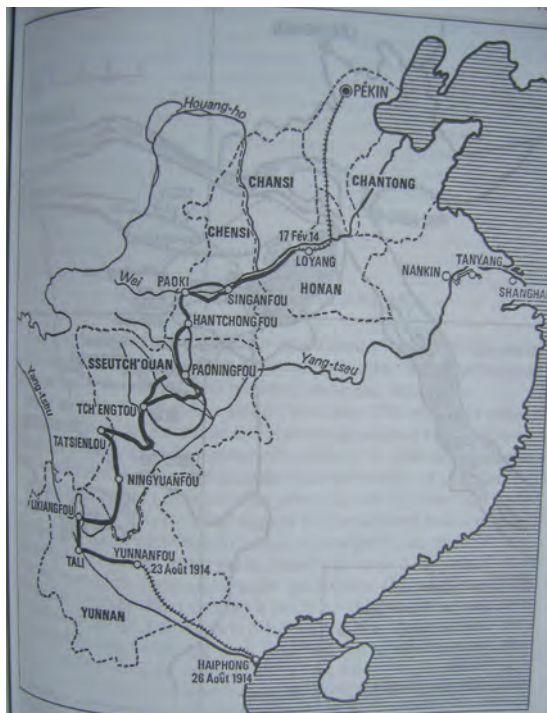 PÉKIN
Houang-ho
CHANSI
CHANTONG
CHENSI
17 Fév.14
LOYANG
NANKIN
TANYANG
SHANGHAI
Wei
PAOKI
SINGANFOU
HONAN
HANTCHONGFOU
SSEUTCH'OUAN
PAONINGFOU
Yang-tseu
Yang-tseu
TCH'ENGTOU
TATSIENLOU
NINGYUANFOU
LIKIANGFOU
TALI
YUNNANFOU
23 Août 1914
YUNNAN
HAIPHONG
26 Août 1914